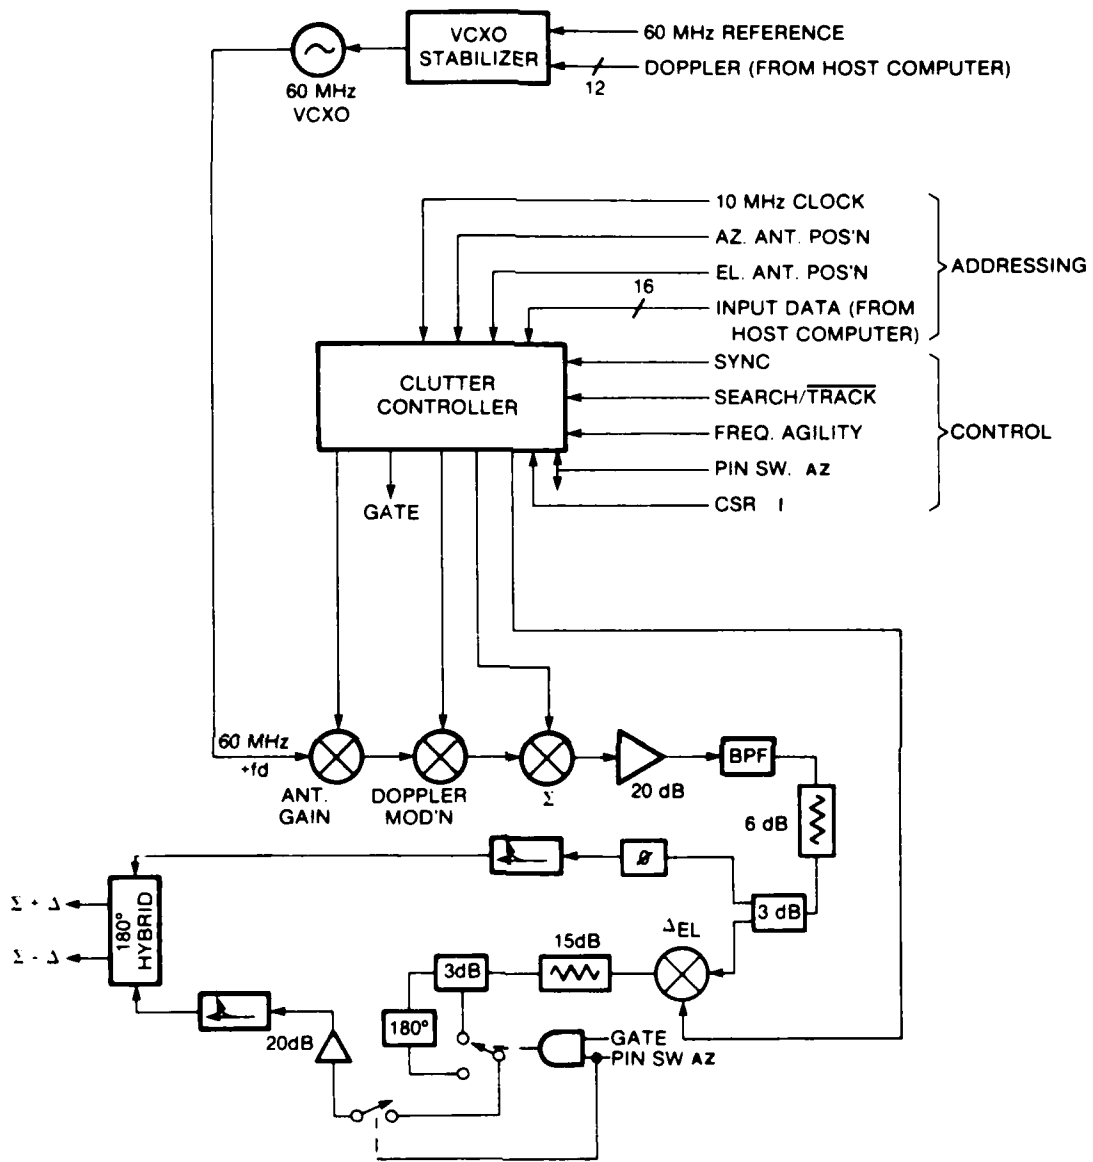 VCXO
STABILIZER
60 MHz REFERENCE
DOPPLER (FROM HOST COMPUTER)
12
60 MHz
VCXO
10 MHz CLOCK
AZ. ANT. POS'N
EL. ANT. POS'N
16
INPUT DATA (FROM
HOST COMPUTER)
ADDRESSING
CLUTTER
CONTROLLER
SYNC
SEARCH/TRACK
FREQ. AGILITY
PIN SW. AZ
CSR I
CONTROL
GATE
60 MHz
+fd
ANT.
GAIN
DOPPLER
MOD'N
Σ
20 dB
BPF
6 dB
ø
3 dB
Δ EL
15dB
3dB
180°
180°
HYBRID
Σ + Δ
Σ - Δ
20dB
GATE
PIN SW AZ